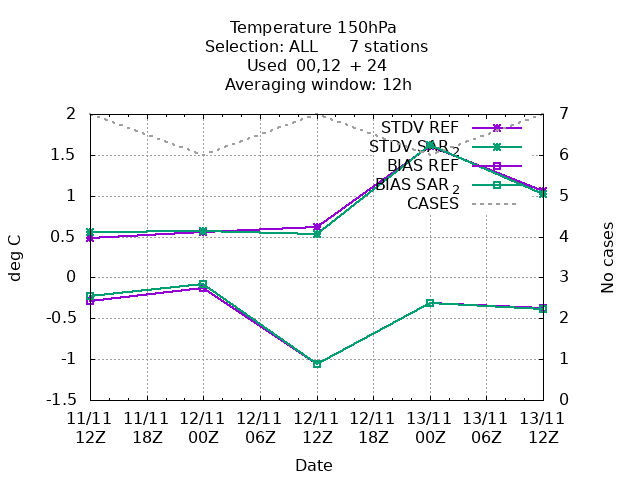 Temperature 150hPa
Selection: ALL 7 stations
Used 00,12 + 24
Averaging window: 12h
2 7
STDV REF
STDV SAR 2
1.5 6
BIAS REF
BIAS SAR 2
1 5
CASES
0.5 4
deg C
No cases
0 3
-0.5 2
-1 1
-1.5 0
11/11 11/11 12/11 12/11 12/11 12/11 13/11 13/11 13/11
12Z 18Z 00Z 06Z 12Z 18Z 00Z 06Z 12Z
Date